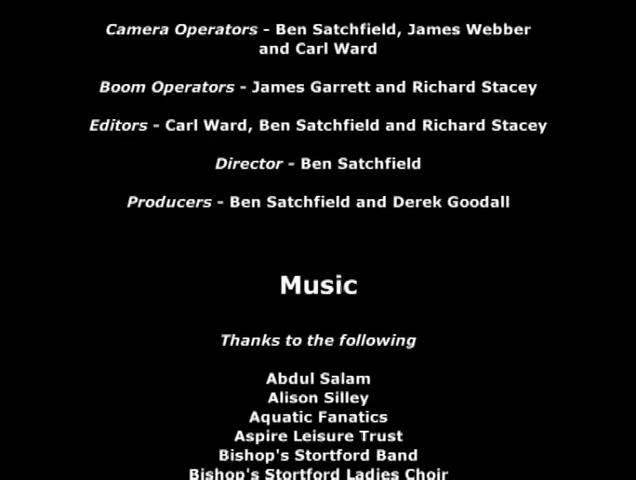 Camera Operators - Ben Satchfield, James Webber
and Carl Ward
Boom Operators - James Garrett and Richard Stacey
Editors - Carl Ward, Ben Satchfield and Richard Stacey
Director - Ben Satchfield
Producers - Ben Satchfield and Derek Goodall
Music
Thanks to the following
Abdul Salam
Alison Silley
Aquatic Fanatics
Aspire Leisure Trust
Bishop's Stortford Band
Bishop's Stortford Ladies Choir